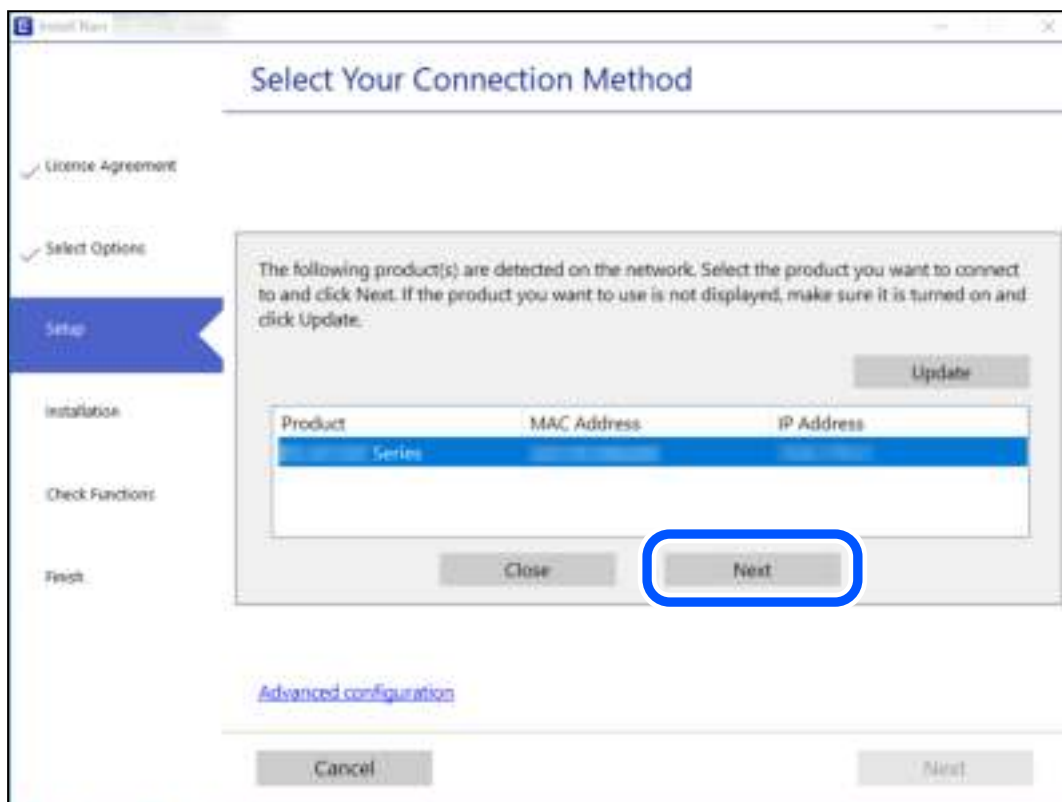 Install Navi
Select Your Connection Method
License Agreement
Select Options
Setup
Installation
Check Functions
Finish
The following product(s) are detected on the network. Select the product you want to connect
to and click Next. If the product you want to use is not displayed, make sure it is turned on and
click Update.
Update
Product MAC Address IP Address
Series
Close Next
Advanced configuration
Cancel Next